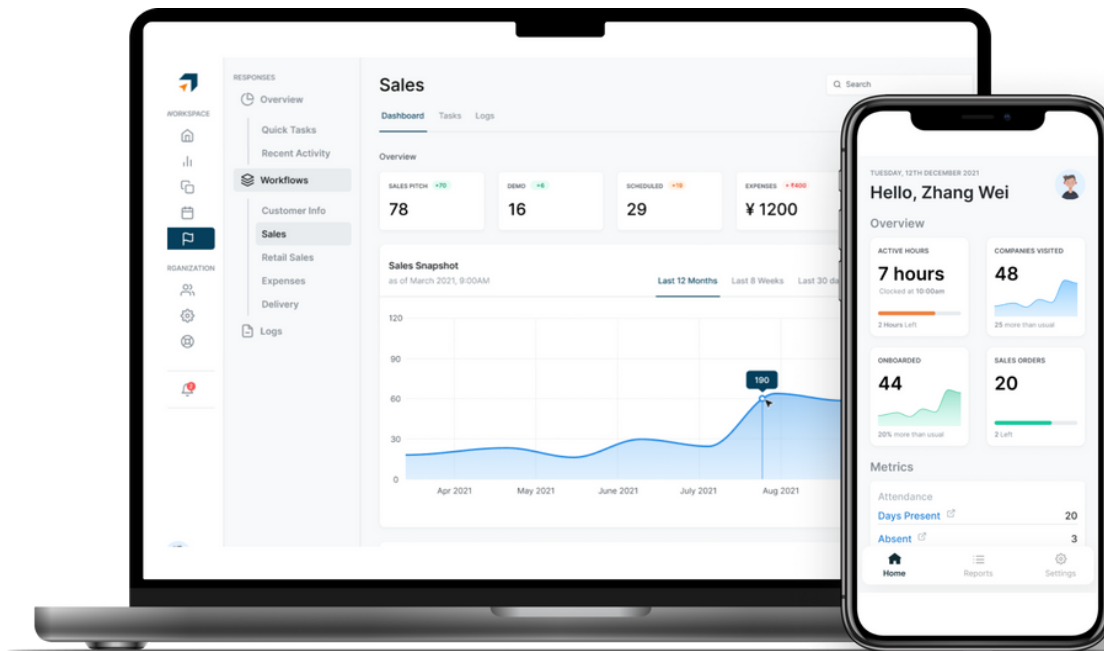 WORKSPACE
RGANIZATION
2
RESPONSES
Overview
Quick Tasks
Recent Activity
Workflows
Customer Info
Sales
Retail Sales
Expenses
Delivery
Logs
Sales
Search
Dashboard Tasks Logs
Overview
SALES PITCH +70
78
DEMO +6
16
SCHEDULED +18
29
EXPENSES + ₹400
¥ 1200
Sales Snapshot
as of March 2021, 9:00AM
Last 12 Months Last 8 Weeks Last 30 da
120
90
60
30
0
190
Apr 2021 May 2021 June 2021 July 2021 Aug 2021
TUESDAY, 12TH DECEMBER 2021
Hello, Zhang Wei
Overview
ACTIVE HOURS
7 hours
Clocked at 10:00am
2 Hours Left
COMPANIES VISITED
48
25 more than usual
ONBOARDED
44
20% more than usual
SALES ORDERS
20
2 Left
Metrics
Attendance
Days Present 20
Absent 3
Home Reports Settings